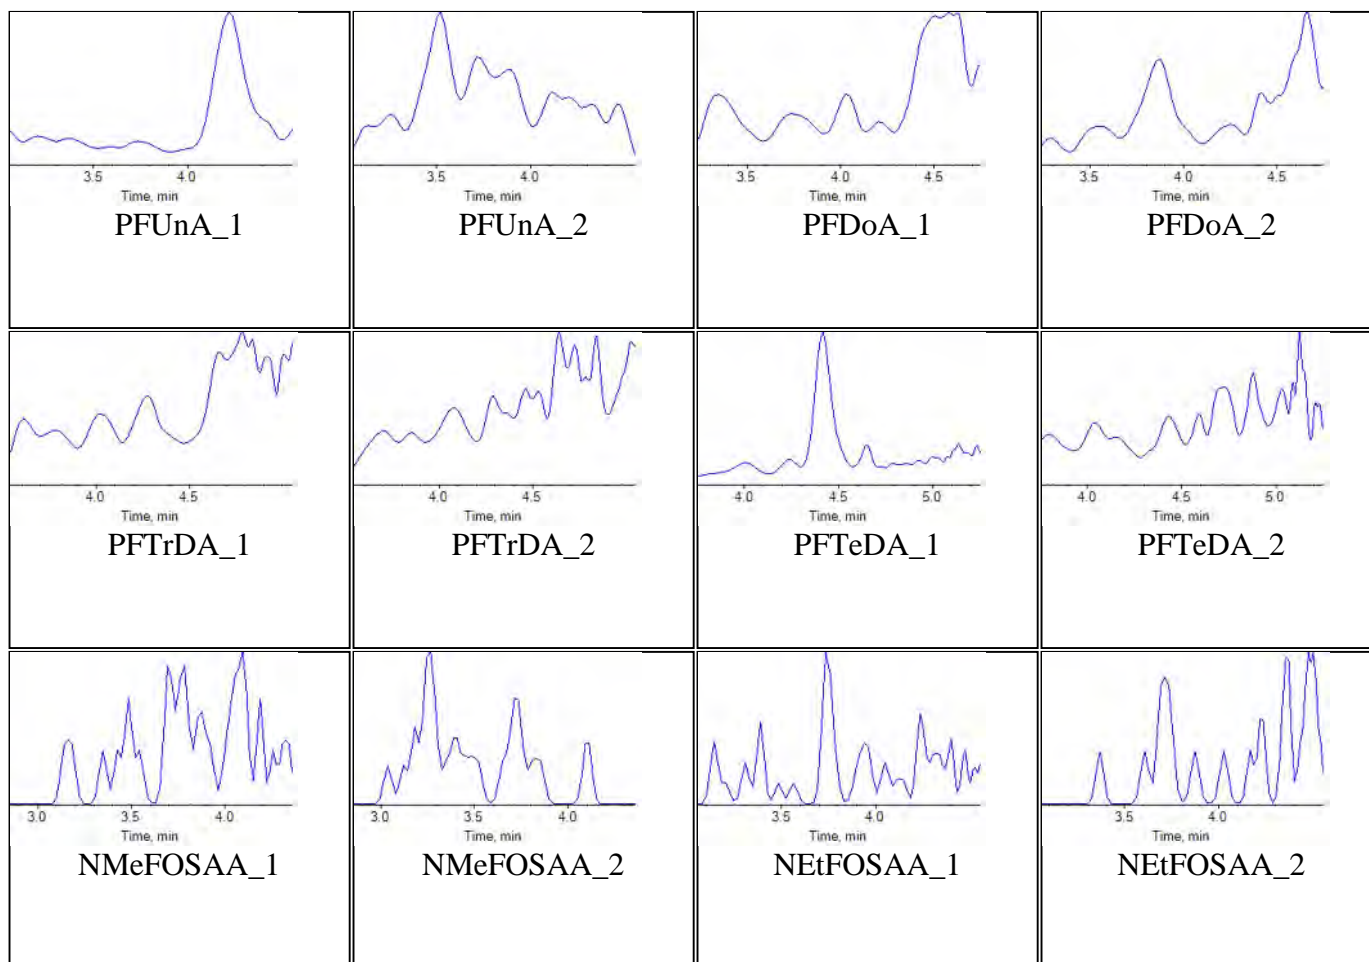 3.5 4.0
Time, min
PFUnA_1
3.5 4.0
Time, min
PFUnA_2
3.5 4.0 4.5
Time, min
PFDoA_1
3.5 4.0 4.5
Time, min
PFDoA_2
4.0 4.5
Time, min
PFTrDA_1
4.0 4.5
Time, min
PFTrDA_2
4.0 4.5 5.0
Time, min
PFTeDA_1
4.0 4.5 5.0
Time, min
PFTeDA_2
3.0 3.5 4.0
Time, min
NMeFOSAA_1
3.0 3.5 4.0
Time, min
NMeFOSAA_2
3.5 4.0
Time, min
NEtFOSAA_1
3.5 4.0
Time, min
NEtFOSAA_2